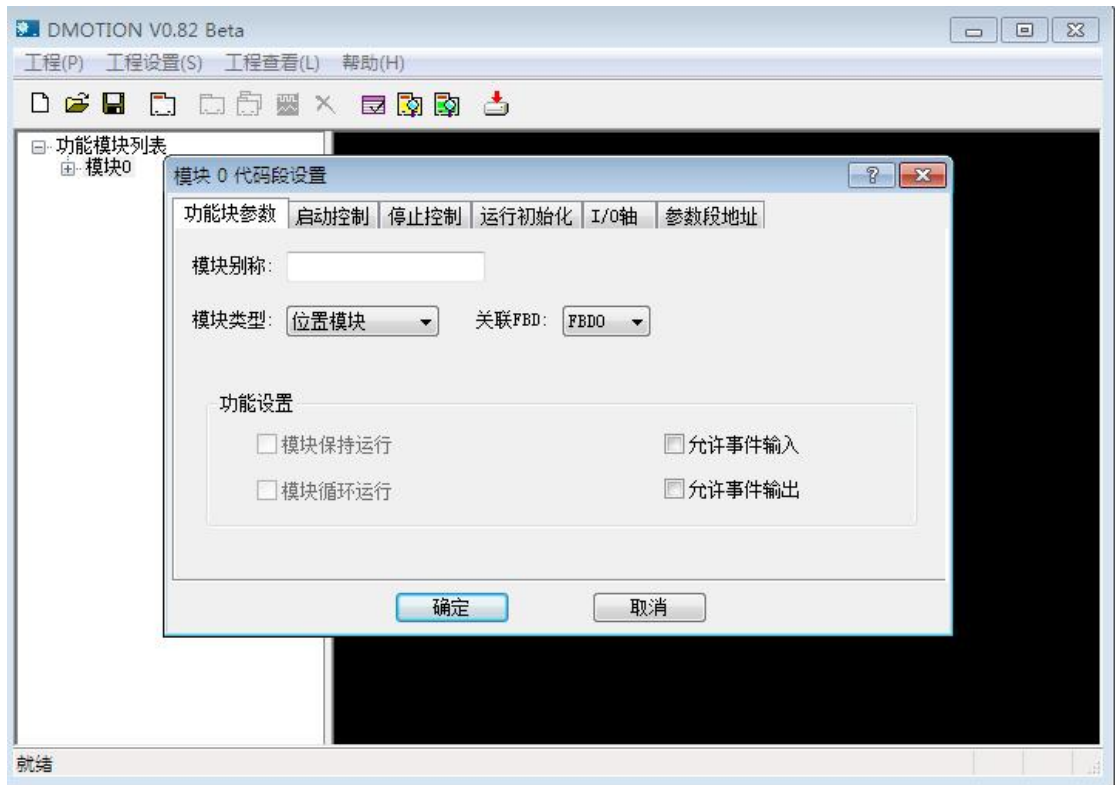 DMOTION V0.82 Beta
工程(P) 工程设置(S) 工程查看(L) 帮助(H)
功能模块列表
模块0
模块 0 代码段设置
功能块参数 启动控制 停止控制 运行初始化 I/O轴 参数段地址
模块别称:
模块类型: 位置模块 关联FBD: FBD0
功能设置
模块保持运行 允许事件输入
模块循环运行 允许事件输出
确定 取消
就绪